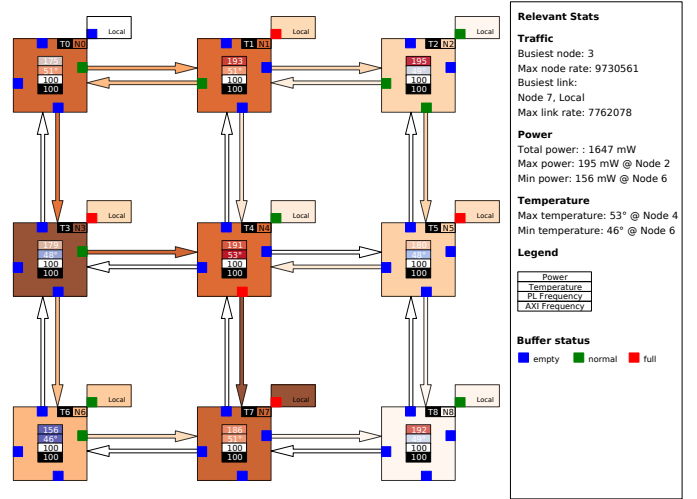 T0 N0
Local
175
51°
100
100
T1 N1
Local
193
51°
100
100
T2 N2
Local
195
49°
100
100
T3 N3
Local
179
48°
100
100
T4 N4
Local
191
53°
100
100
T5 N5
Local
48°
100
100
T6 N6
Local
156
46°
100
100
T7 N7
Local
186
51°
100
100
T8 N8
Local
192
49°
100
100
Relevant Stats
Traffic
Busiest node: 3
Max node rate: 9730561
Busiest link:
Node 7, Local
Max link rate: 7762078
Power
Total power: : 1647 mW
Max power: 195 mW @ Node 2
Min power: 156 mW @ Node 6
Temperature
Max temperature: 53° @ Node 4
Min temperature: 46° @ Node 6
Legend
Power
Temperature
PL Frequency
AXI Frequency
Buffer status
empty normal full